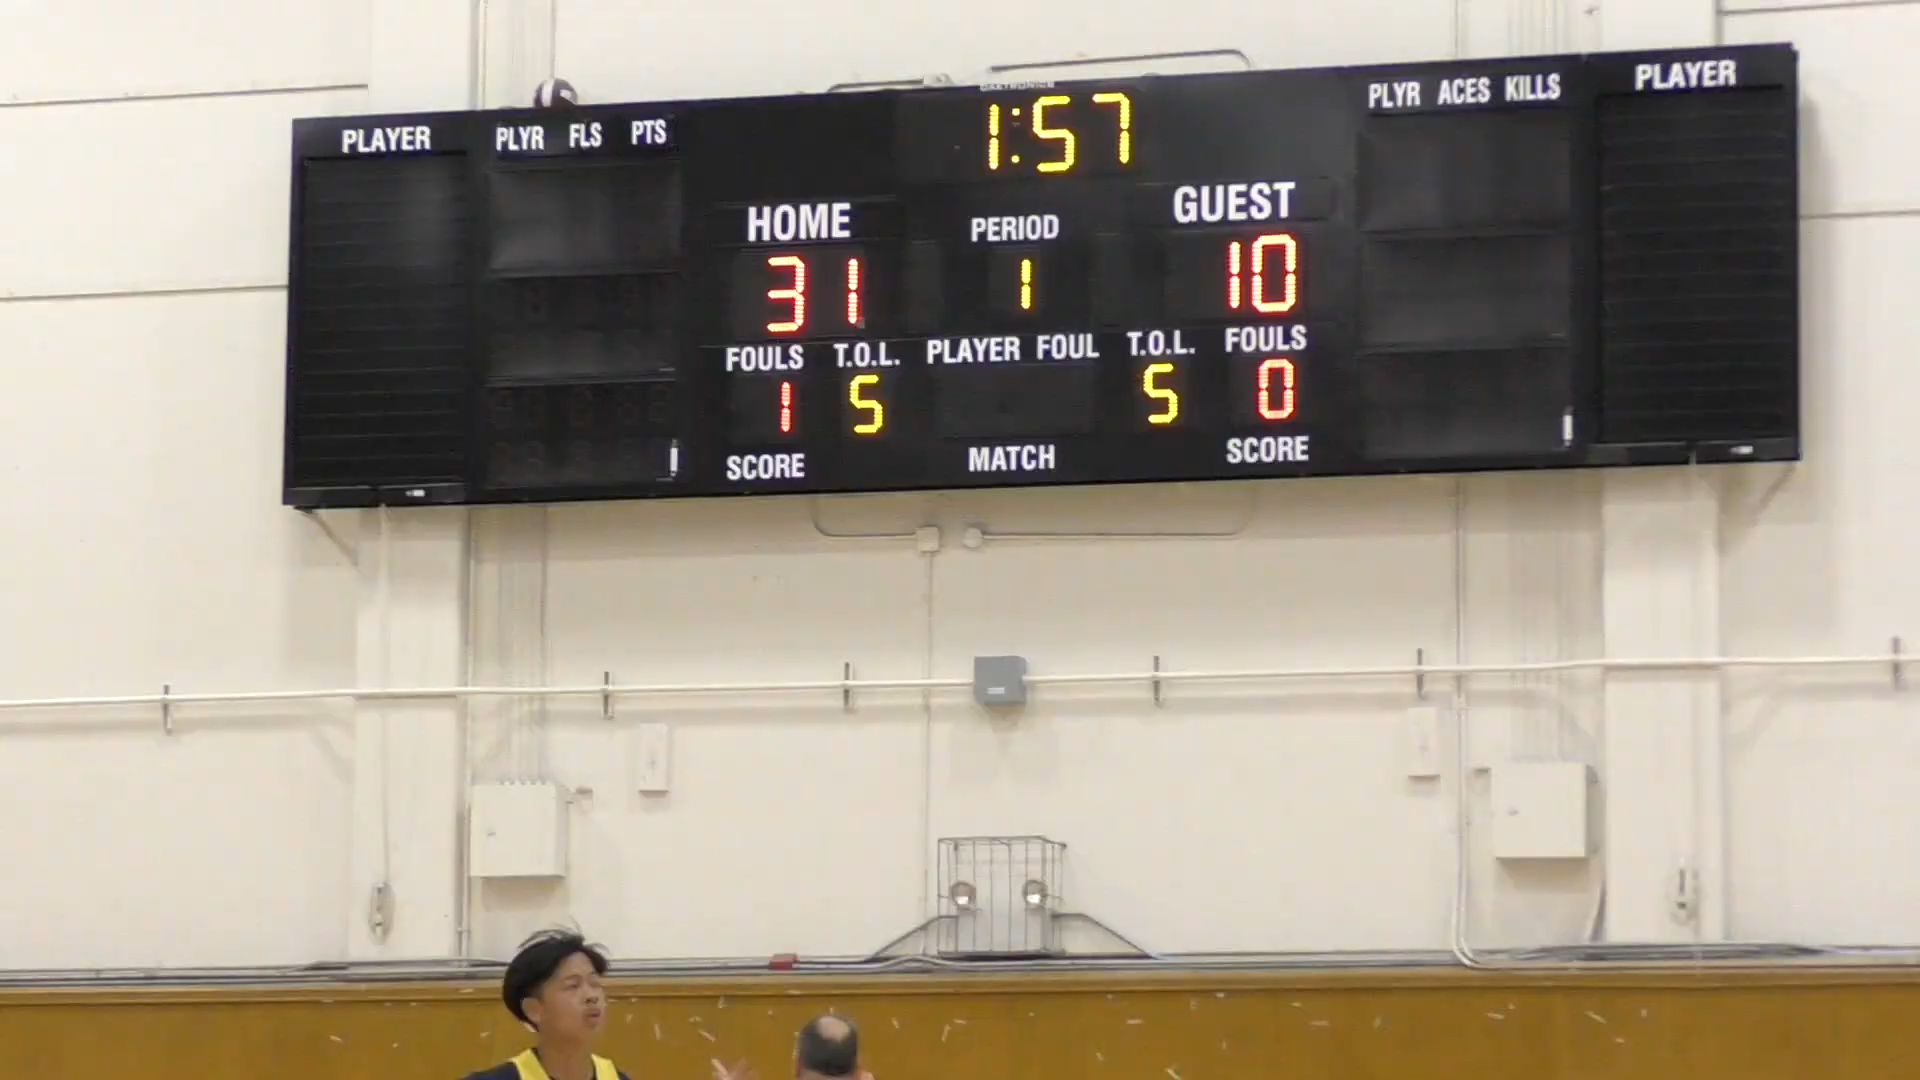 DAKTRONICS
1:57
PLAYER PLYR FLS PTS PLYR ACES KILLS PLAYER
HOME PERIOD GUEST
31 1 10
FOULS T.O.L. PLAYER FOUL T.O.L. FOULS
1 5 5 0
SCORE MATCH SCORE